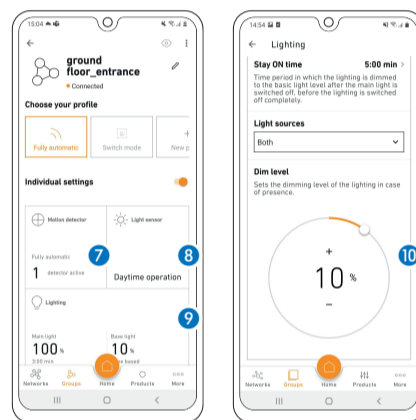 15:04
ground
floor_entrance
Connected
Choose your profile
Fully automatic
Switch mode
New p
Individual settings
Motion detector
Light sensor
Fully automatic
7
8
1 detector active
Daytime operation
Lighting
9
Main light
Base light
100 %
10 %
3:00 min
Networks
Groups
Home
Products
More
14:54
Lighting
Stay ON time
5:00 min
Time period in which the lighting is dimmed
to the basic light level after the main light is
switched off, before the lighting is switched
off completely.
Light sources
Both
Dim level
Sets the dimming level of the lighting in case
of presence.
+
10 %
10
−
Networks
Groups
Home
Products
More